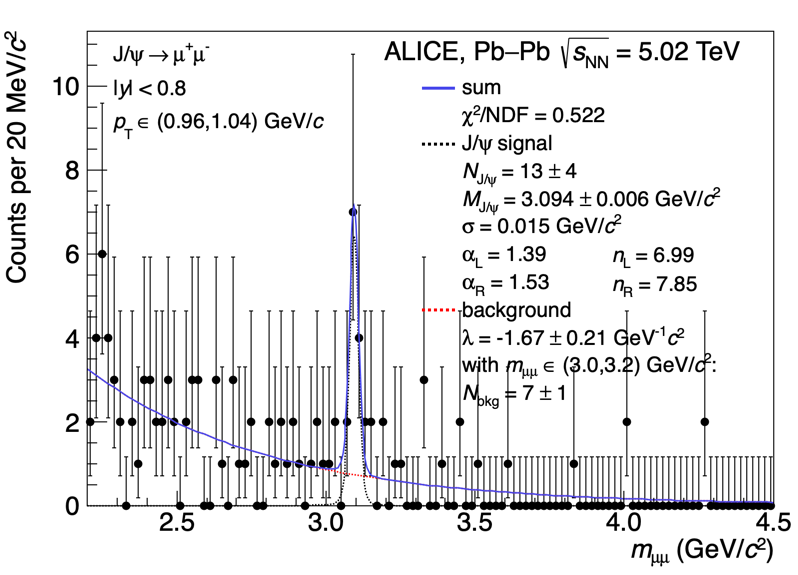 J/ψ → μ⁺μ⁻
|y| < 0.8
p_T ∈ (0.96,1.04) GeV/c
ALICE, Pb–Pb √s_NN = 5.02 TeV
sum
χ²/NDF = 0.522
J/ψ signal
N_J/ψ = 13 ± 4
M_J/ψ = 3.094 ± 0.006 GeV/c²
σ = 0.015 GeV/c²
α_L = 1.39 n_L = 6.99
α_R = 1.53 n_R = 7.85
background
λ = -1.67 ± 0.21 GeV⁻¹c²
with m_μμ ∈ (3.0,3.2) GeV/c²:
N_bkg = 7 ± 1
Counts per 20 MeV/c²
10
8
6
4
2
0
2.5 3.0 3.5 4.0 4.5
m_μμ (GeV/c²)